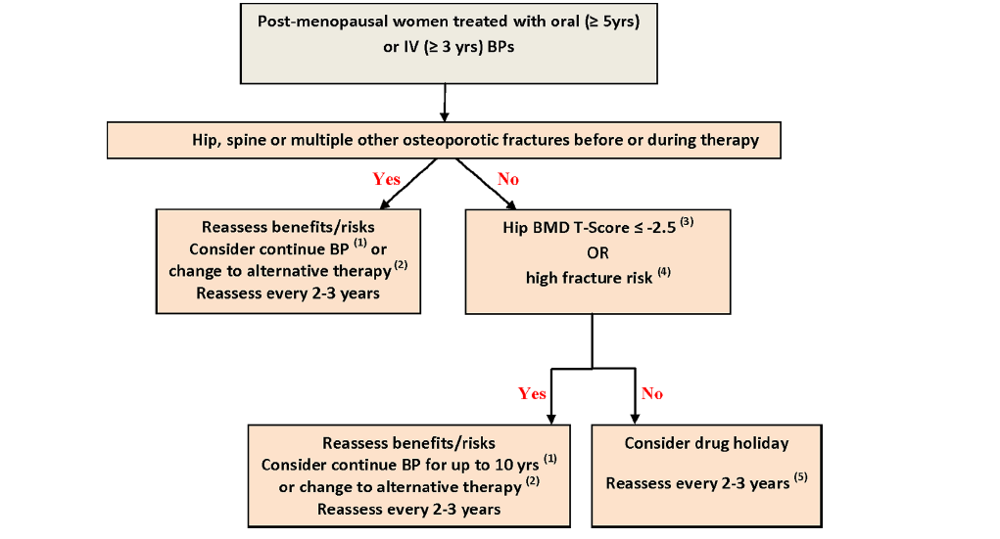 Post-menopausal women treated with oral (≥ 5yrs)
or IV (≥ 3 yrs) BPs
Hip, spine or multiple other osteoporotic fractures before or during therapy
Yes
No
Reassess benefits/risks
Consider continue BP (1) or
change to alternative therapy (2)
Reassess every 2-3 years
Hip BMD T-Score ≤ -2.5 (3)
OR
high fracture risk (4)
Yes
No
Reassess benefits/risks
Consider continue BP for up to 10 yrs (1)
or change to alternative therapy (2)
Reassess every 2-3 years
Consider drug holiday
Reassess every 2-3 years (5)